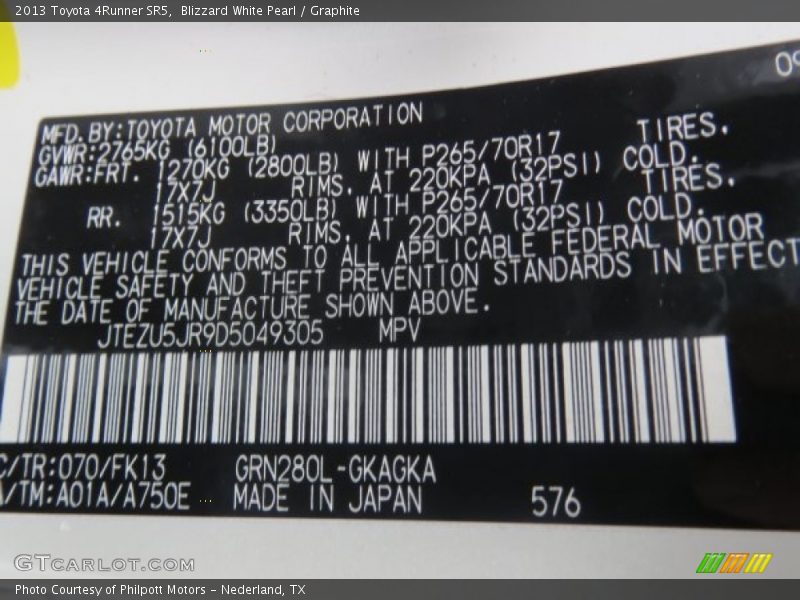 2013 Toyota 4Runner SR5,  Blizzard White Pearl / Graphite
09
MFD.BY:TOYOTA MOTOR CORPORATION
GVWR:2765KG (6100LB)
GAWR:FRT. 1270KG (2800LB) WITH P265/70R17 TIRES.
17X7J RIMS. AT 220KPA (32PSI) COLD.
RR. 1515KG (3350LB) WITH P265/70R17 TIRES.
17X7J RIMS. AT 220KPA (32PSI) COLD.
THIS VEHICLE CONFORMS TO ALL APPLICABLE FEDERAL MOTOR
VEHICLE SAFETY AND THEFT PREVENTION STANDARDS IN EFFECT
THE DATE OF MANUFACTURE SHOWN ABOVE.
JTEZU5JR9D5049305 MPV
C/TR:070/FK13 GRN280L-GKAGKA
A/TM:A01A/A750E MADE IN JAPAN 576
GTCARLOT.COM
Photo Courtesy of Philpott Motors - Nederland, TX